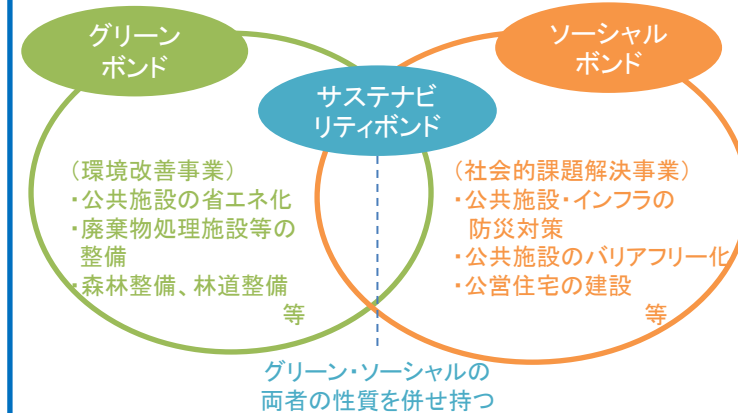 グリーン
ボンド
ソーシャル
ボンド
サステナビ
リティボンド
(環境改善事業)
・公共施設の省エネ化
・廃棄物処理施設等の
整備
・森林整備、林道整備
等
(社会的課題解決事業)
・公共施設・インフラの
防災対策
・公共施設のバリアフリー化
・公営住宅の建設
等
グリーン・ソーシャルの
両者の性質を併せ持つ